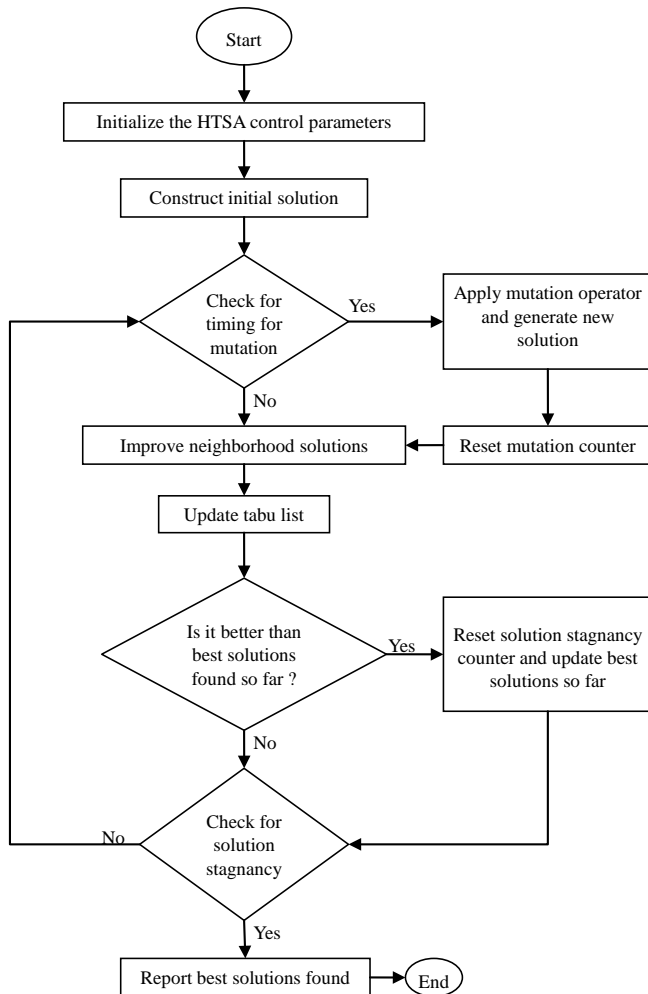 Start
Initialize the HTSA control parameters
Construct initial solution
Check for
timing for
mutation
Yes
Apply mutation operator
and generate new
solution
No
Improve neighborhood solutions
Reset mutation counter
Update tabu list
Is it better than
best solutions
found so far ?
Yes
Reset solution stagnancy
counter and update best
solutions so far
No
Check for
solution
stagnancy
No
Yes
Report best solutions found
End